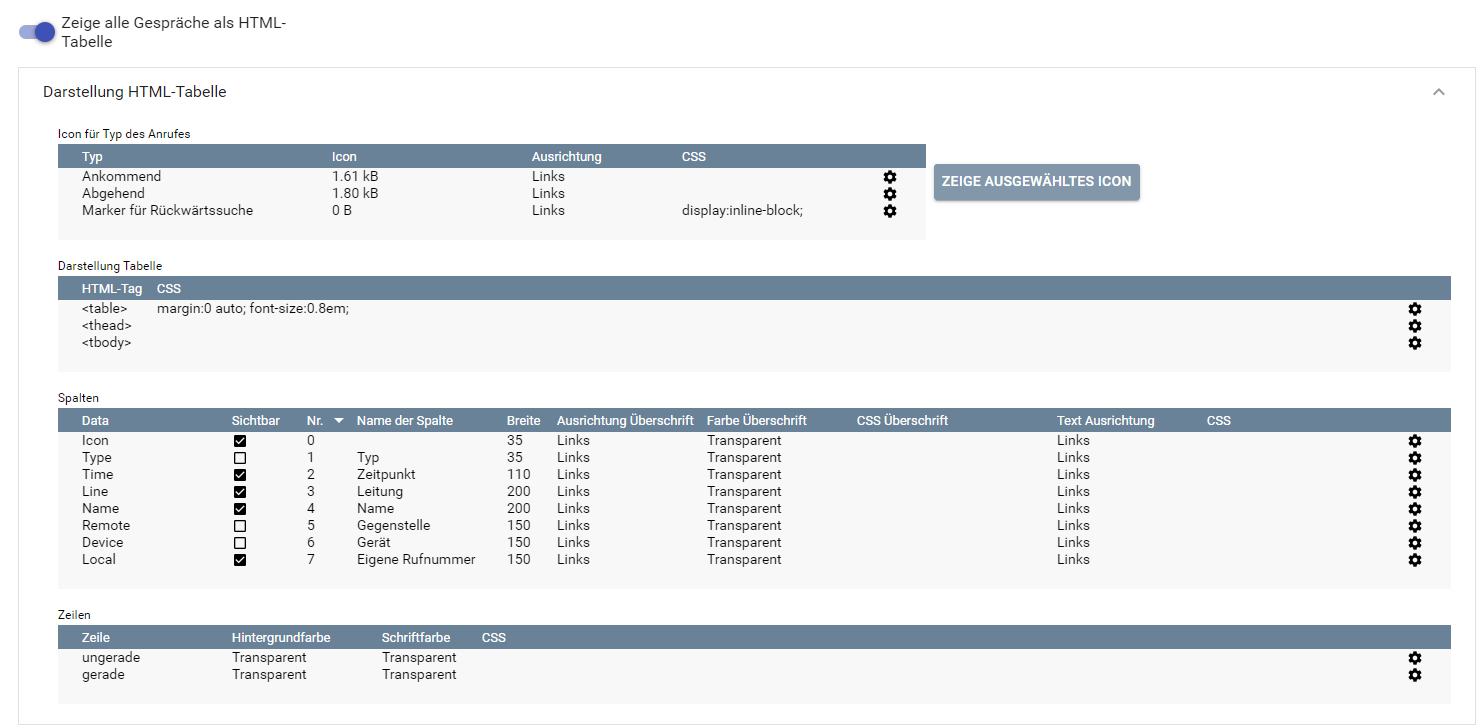 Zeige alle Gespräche als HTML-
Tabelle
Darstellung HTML-Tabelle
Icon für Typ des Anrufes
Typ Icon Ausrichtung CSS
Ankommend 1.61 kB Links
Abgehend 1.80 kB Links
Marker für Rückwärtssuche 0 B Links display:inline-block;
ZEIGE AUSGEWÄHLTES ICON
Darstellung Tabelle
HTML-Tag CSS
<table> margin:0 auto; font-size:0.8em;
<thead>
<tbody>
Spalten
Data Sichtbar Nr. Name der Spalte Breite Ausrichtung Überschrift Farbe Überschrift CSS Überschrift Text Ausrichtung CSS
Icon 0 35 Links Transparent Links
Type 1 Typ 35 Links Transparent Links
Time 2 Zeitpunkt 110 Links Transparent Links
Line 3 Leitung 200 Links Transparent Links
Name 4 Name 200 Links Transparent Links
Remote 5 Gegenstelle 150 Links Transparent Links
Device 6 Gerät 150 Links Transparent Links
Local 7 Eigene Rufnummer 150 Links Transparent Links
Zeilen
Zeile Hintergrundfarbe Schriftfarbe CSS
ungerade Transparent Transparent
gerade Transparent Transparent